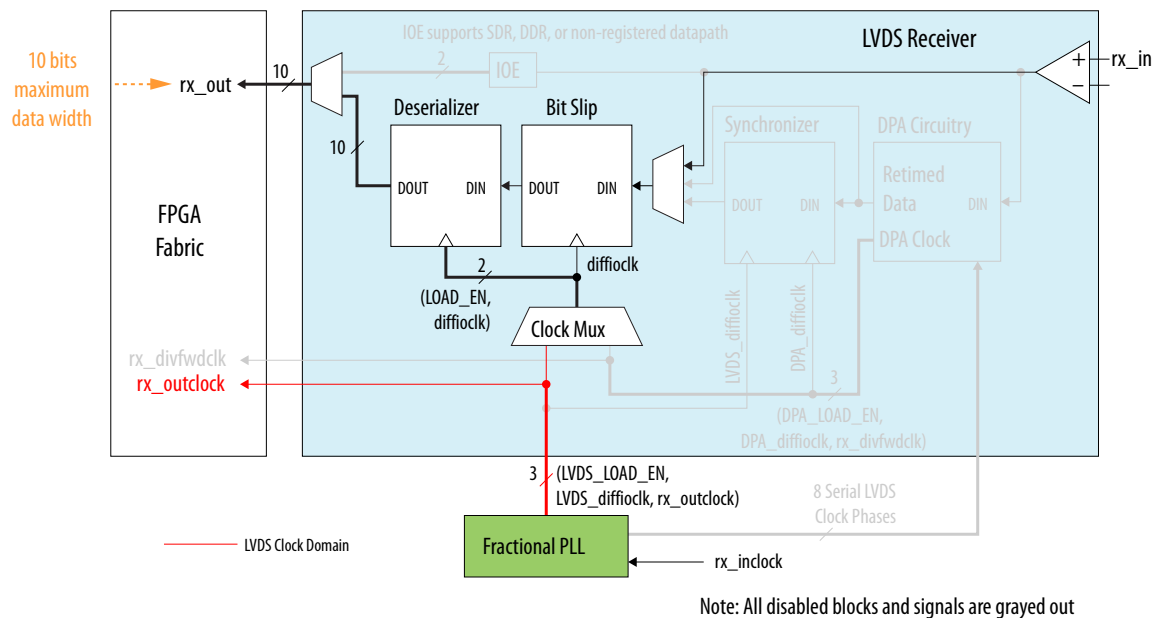 IOE supports SDR, DDR, or non-registered datapath
LVDS Receiver
2
IOE
+
−
rx_in
10 bits
maximum
data width
rx_out
10
Deserializer
Bit Slip
Synchronizer
DPA Circuitry
10
DOUT
DIN
DOUT
DIN
DOUT
DIN
Retimed
Data
DIN
DPA Clock
FPGA
Fabric
2
(LOAD_EN,
diffioclk)
diffioclk
Clock Mux
LVDS_diffioclk
DPA_diffioclk
rx_divfwdclk
rx_outclock
3
(DPA_LOAD_EN,
DPA_diffioclk, rx_divfwdclk)
3
(LVDS_LOAD_EN,
LVDS_diffioclk, rx_outclock)
8 Serial LVDS
Clock Phases
LVDS Clock Domain
Fractional PLL
rx_inclock
Note: All disabled blocks and signals are grayed out